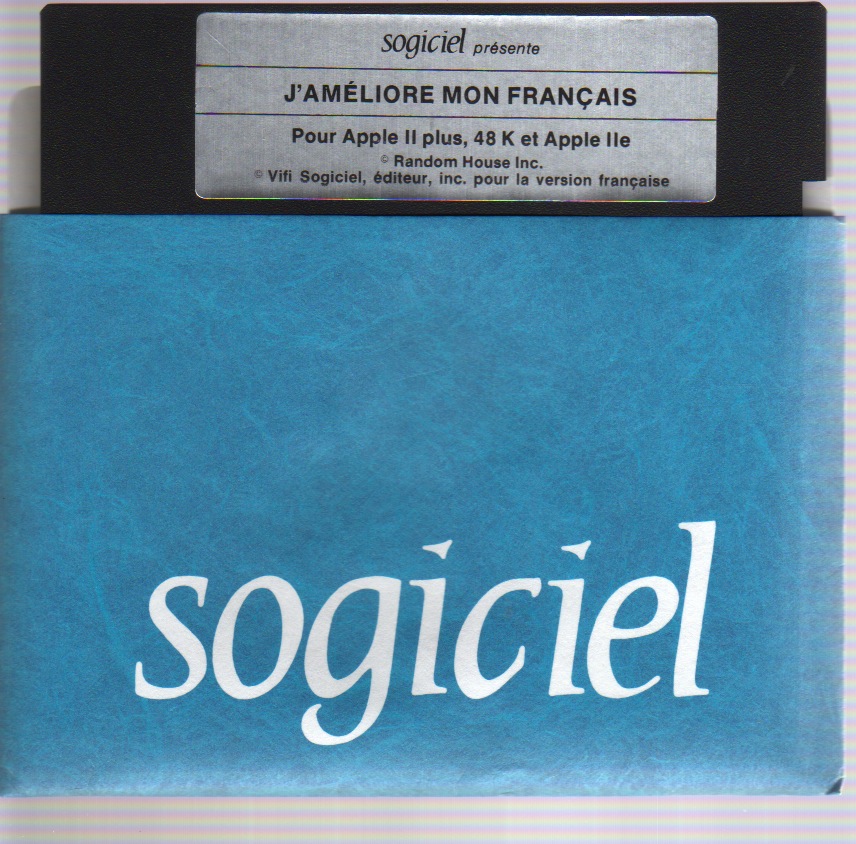 sogiciel présente
J'AMÉLIORE MON FRANÇAIS
Pour Apple II plus, 48 K et Apple IIe
© Random House Inc.
© Vifi Sogiciel, éditeur, inc. pour la version française
sogiciel